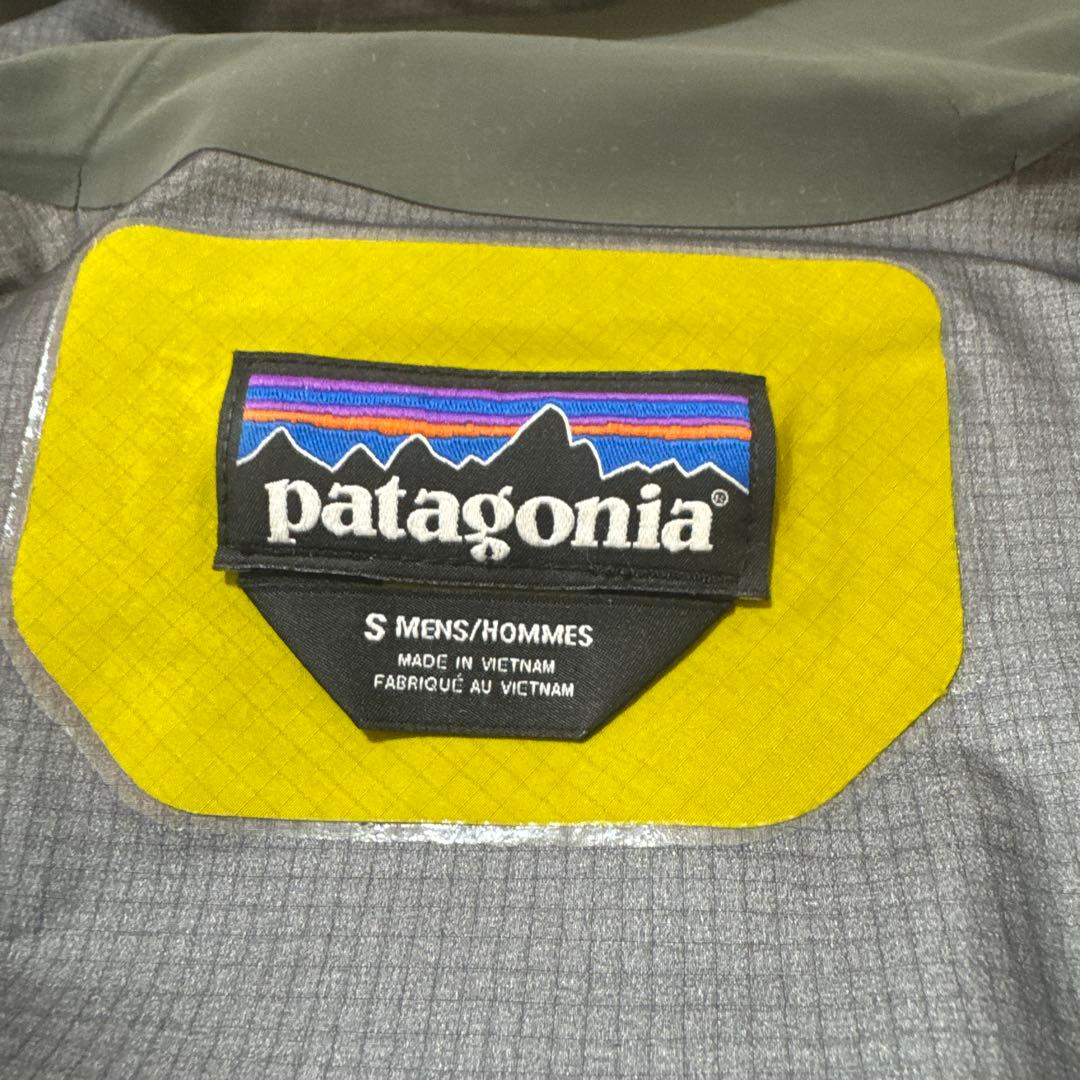 patagonia®
S MENS/HOMMES
MADE IN VIETNAM
FABRIQUÉ AU VIETNAM